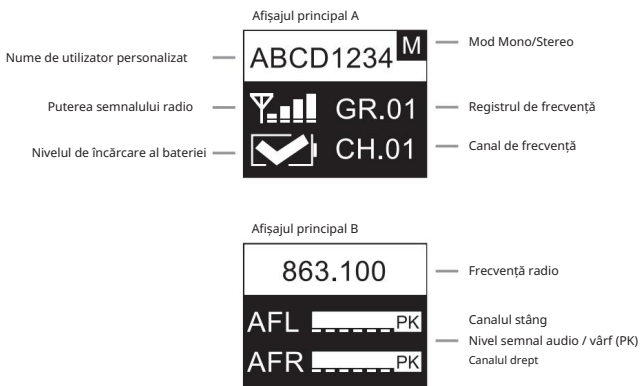 Afișajul principal A
Nume de utilizator personalizat
ABCD1234
M
Mod Mono/Stereo
Puterea semnalului radio
GR.01
Registrul de frecvență
Nivelul de încărcare al bateriei
CH.01
Canal de frecvență
Afișajul principal B
863.100
Frecvență radio
AFL
PK
Canalul stâng
Nivel semnal audio / vârf (PK)
AFR
PK
Canalul drept